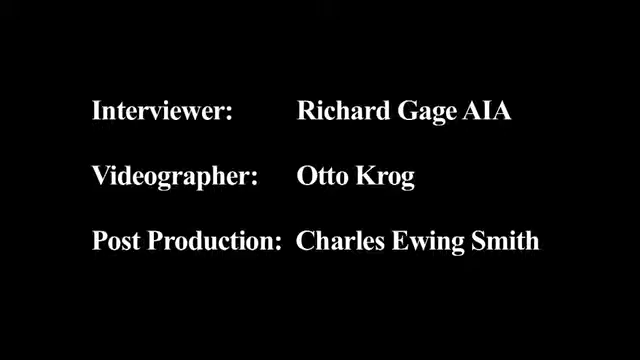 Interviewer: Richard Gage AIA
Videographer: Otto Krog
Post Production: Charles Ewing Smith